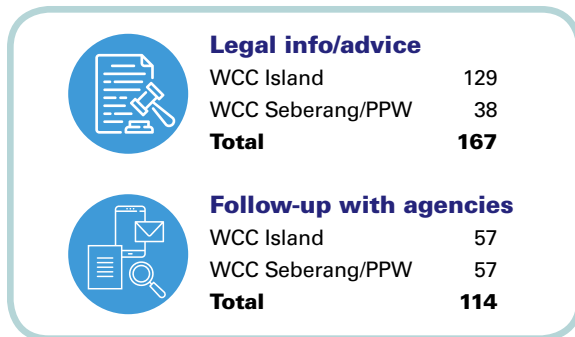 Legal info/advice
WCC Island 129
WCC Seberang/PPW 38
Total 167
Follow-up with agencies
WCC Island 57
WCC Seberang/PPW 57
Total 114